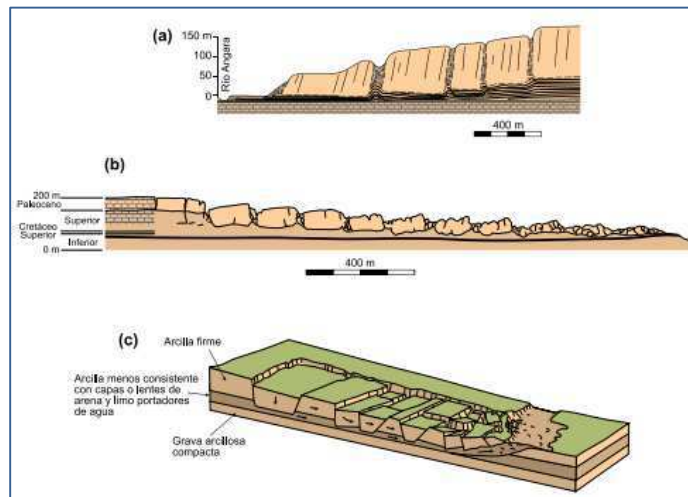 (a)
150 m
100
50
0
Río Angara
400 m
(b)
200 m
Paleocano
Superior
Cretáceo
Superior
Inferior
0 m
400 m
(c)
Arcilla firme
Arcilla menos consistente
con capas o lentes de
arena y limo portadores
de agua
Grava arcillosa
compacta